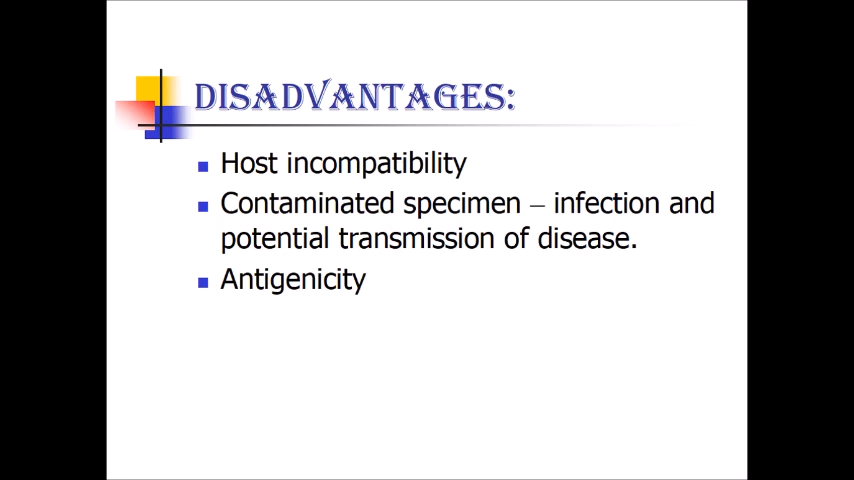 DISADVANTAGES:
Host incompatibility
Contaminated specimen – infection and
potential transmission of disease.
Antigenicity